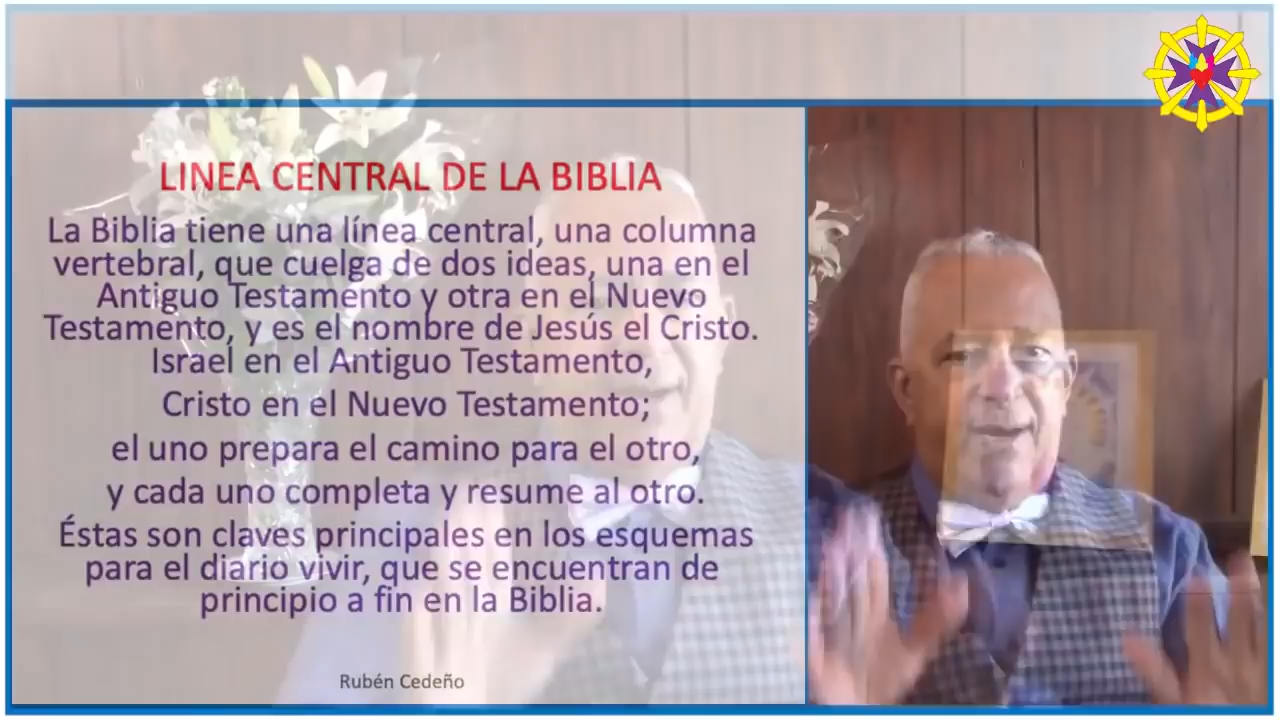 LINEA CENTRAL DE LA BIBLIA
La Biblia tiene una línea central, una columna
vertebral, que cuelga de dos ideas, una en el
Antiguo Testamento y otra en el Nuevo
Testamento, y es el nombre de Jesús el Cristo.
Israel en el Antiguo Testamento,
Cristo en el Nuevo Testamento;
el uno prepara el camino para el otro,
y cada uno completa y resume al otro.
Éstas son claves principales en los esquemas
para el diario vivir, que se encuentran de
principio a fin en la Biblia.
Rubén Cedeño